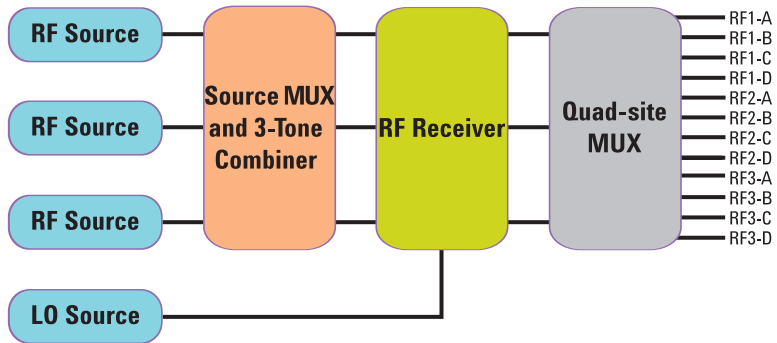 RF Source
RF Source
RF Source
LO Source
Source MUX
and 3-Tone
Combiner
RF Receiver
Quad-site
MUX
RF1-A
RF1-B
RF1-C
RF1-D
RF2-A
RF2-B
RF2-C
RF2-D
RF3-A
RF3-B
RF3-C
RF3-D